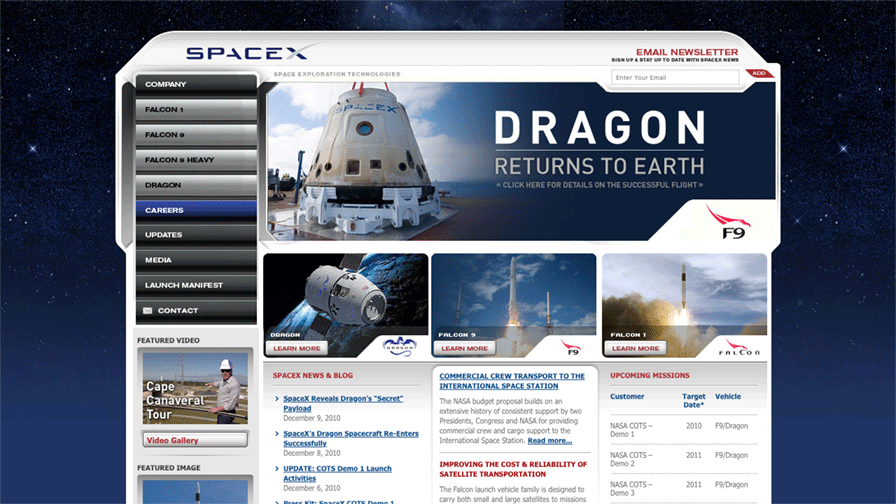 SPACEX
SPACE EXPLORATION TECHNOLOGIES
EMAIL NEWSLETTER
SIGN UP & STAY UP TO DATE WITH SPACEX NEWS
Enter Your Email
ADD
COMPANY
FALCON 1
FALCON 9
FALCON 9 HEAVY
DRAGON
CAREERS
UPDATES
MEDIA
LAUNCH MANIFEST
CONTACT
SPACEX
DRAGON
RETURNS TO EARTH
« CLICK HERE FOR DETAILS ON THE SUCCESSFUL FLIGHT »
F9
DRAGON
LEARN MORE
DRAGON
FALCON 9
LEARN MORE
F9
FALCON 1
LEARN MORE
FALCON
FEATURED VIDEO
Cape
Canaveral
Tour
Video Gallery
FEATURED IMAGE
SPACEX NEWS & BLOG
SpaceX Reveals Dragon's "Secret"
Payload
December 9, 2010
SpaceX's Dragon Spacecraft Re-Enters
Successfully
December 8, 2010
UPDATE: COTS Demo 1 Launch
Activities
December 6, 2010
Press Kit: SpaceX COTS Demo 1
COMMERCIAL CREW TRANSPORT TO THE
INTERNATIONAL SPACE STATION
The NASA budget proposal builds on an
extensive history of consistent support by two
Presidents, Congress and NASA for providing
commercial crew and cargo support to the
International Space Station. Read more...
IMPROVING THE COST & RELIABILITY OF
SATELLITE TRANSPORTATION
The Falcon launch vehicle family is designed to
carry both small and large satellites to missions
UPCOMING MISSIONS
Customer Target Date* Vehicle
NASA COTS – Demo 1 2010 F9/Dragon
NASA COTS – Demo 2 2011 F9/Dragon
NASA COTS – Demo 3 2011 F9/Dragon